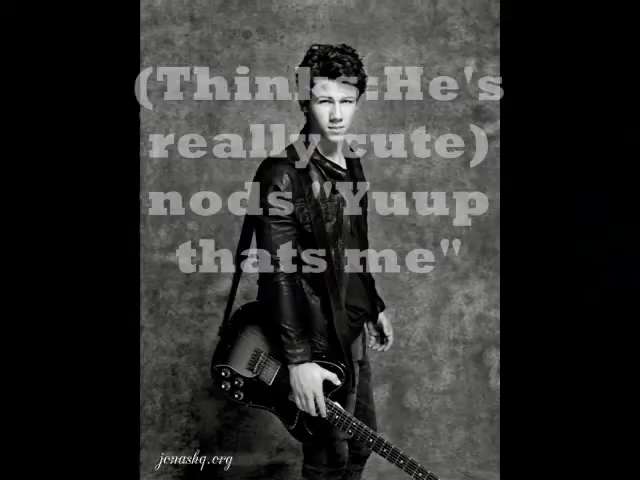 (Thinks:He's
really cute)
nods "Yuup
thats me"
jonashq.org